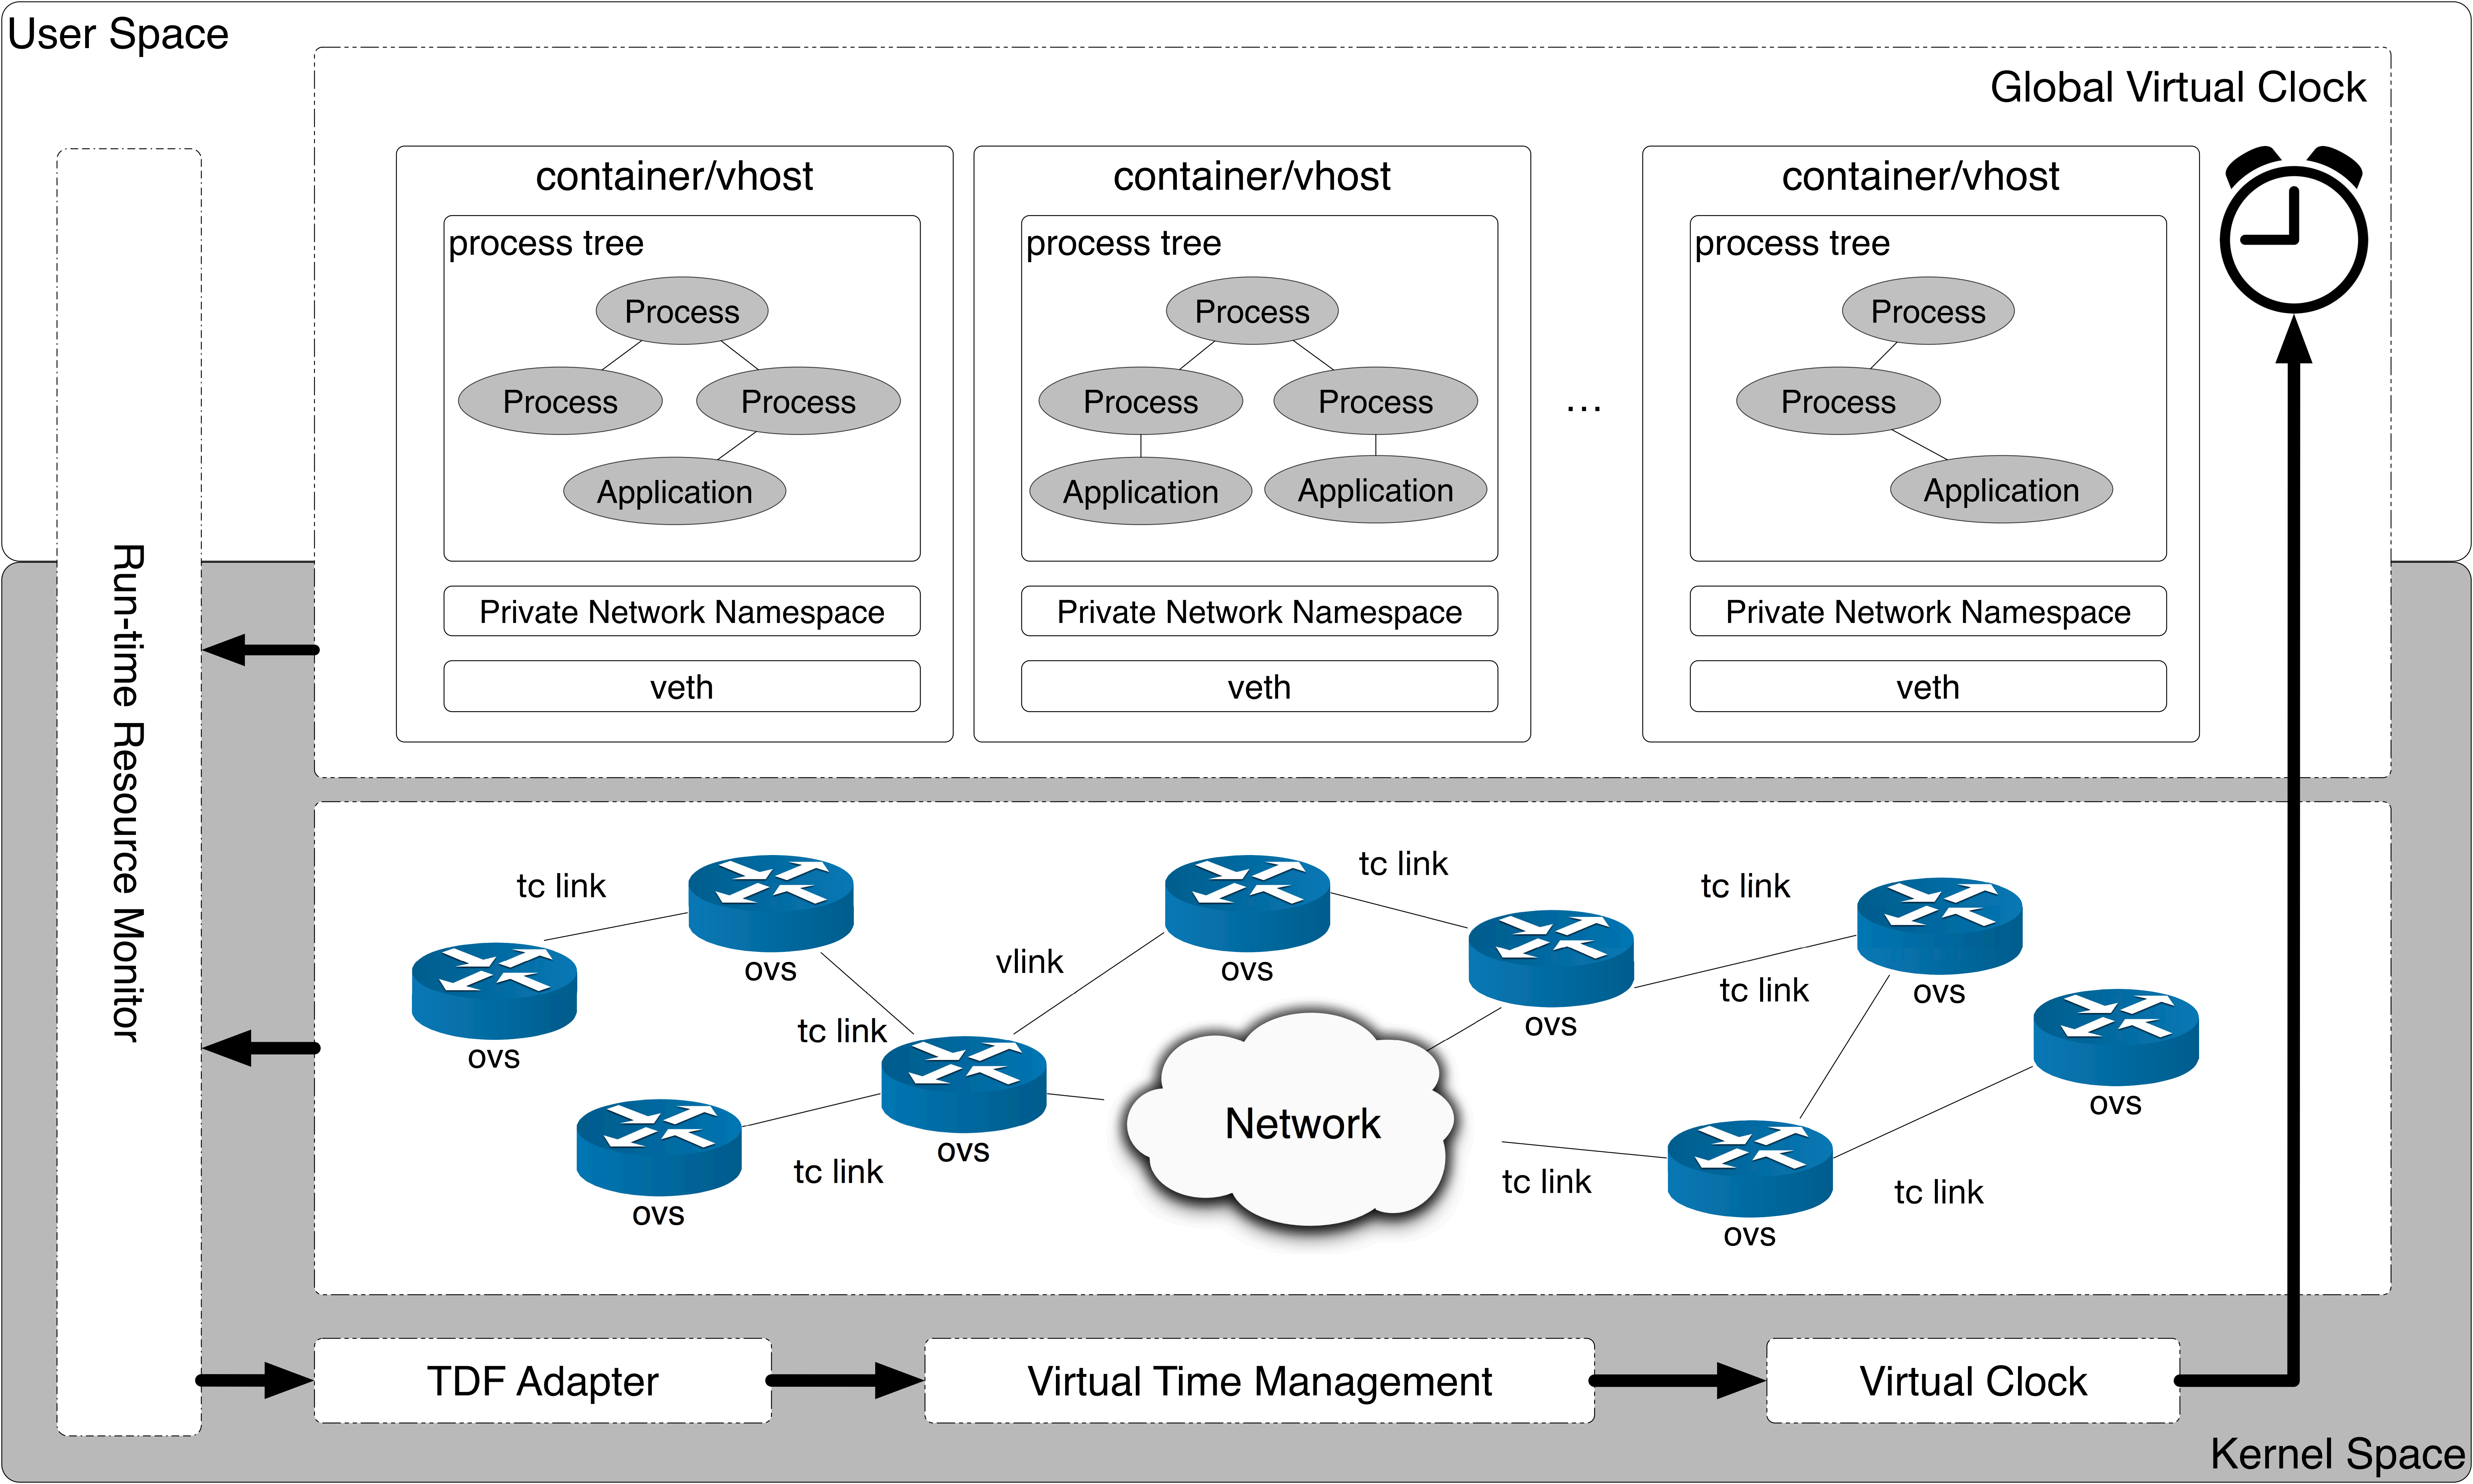 User Space
Global Virtual Clock
container/vhost
process tree
Process
Process
Process
Application
Private Network Namespace
veth
container/vhost
process tree
Process
Process
Process
Application
Application
Private Network Namespace
veth
...
container/vhost
process tree
Process
Process
Application
Private Network Namespace
veth
Run-time Resource Monitor
tc link
tc link
tc link
ovs
vlink
ovs
ovs
tc link
ovs
ovs
tc link
ovs
ovs
Network
ovs
tc link
tc link
tc link
ovs
ovs
TDF Adapter
Virtual Time Management
Virtual Clock
Kernel Space